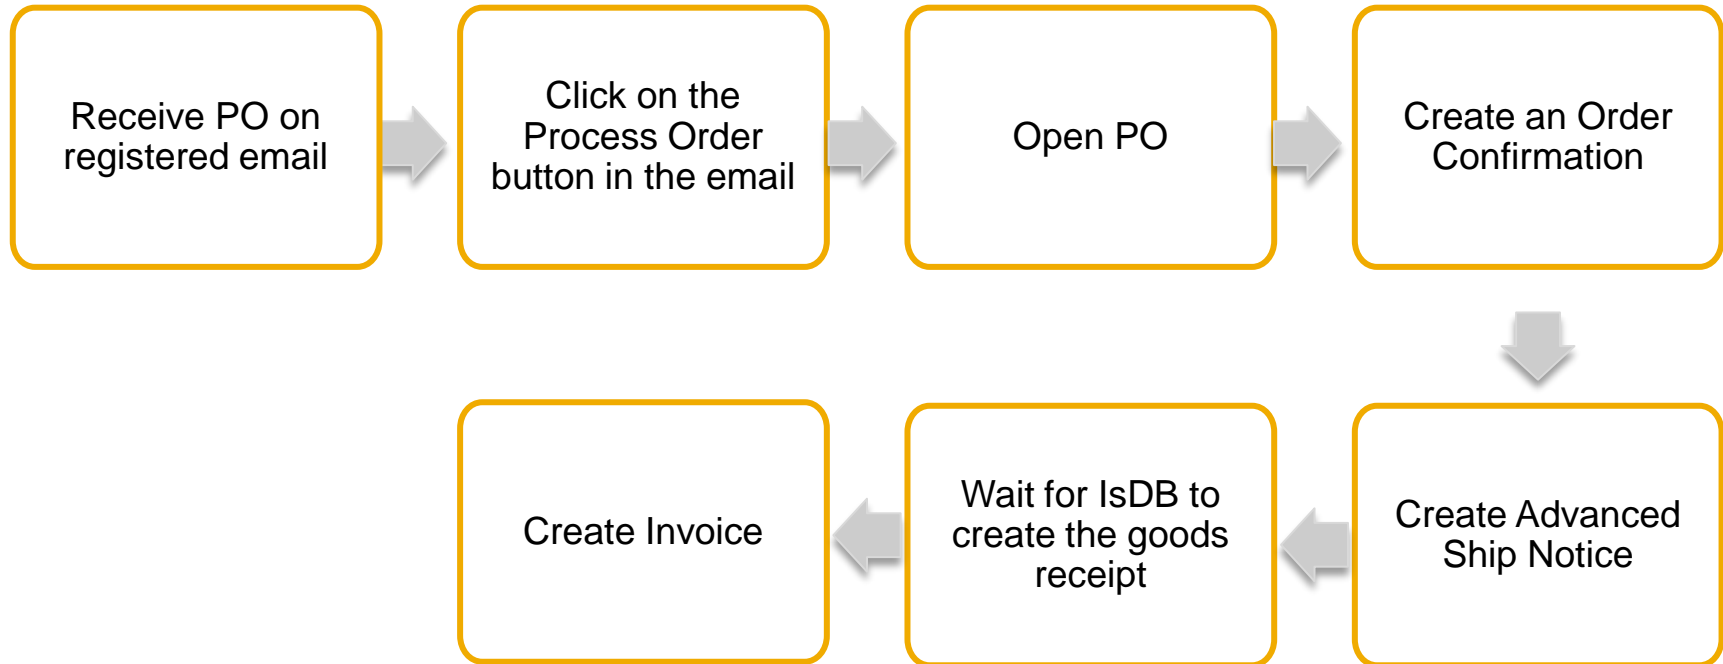 Receive PO on
registered email
Click on the
Process Order
button in the email
Open PO
Create an Order
Confirmation
Create Advanced
Ship Notice
Wait for IsDB to
create the goods
receipt
Create Invoice